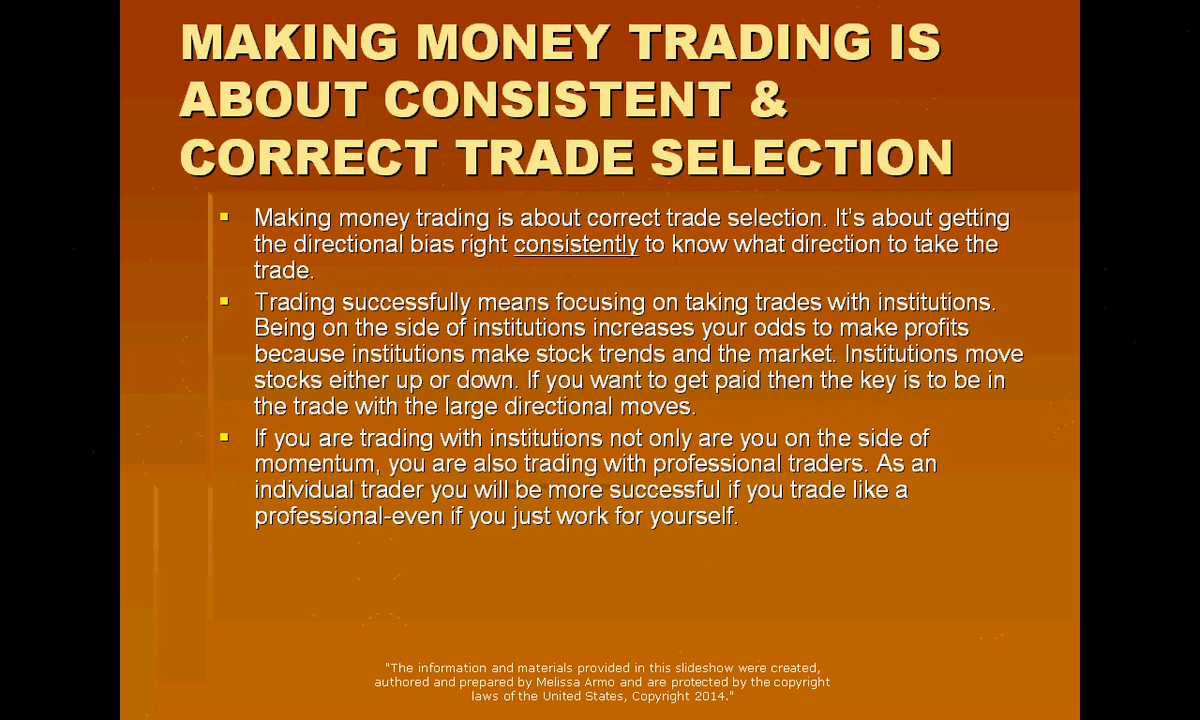 MAKING MONEY TRADING IS
ABOUT CONSISTENT &
CORRECT TRADE SELECTION
Making money trading is about correct trade selection. It's about getting
the directional bias right consistently to know what direction to take the
trade.
Trading successfully means focusing on taking trades with institutions.
Being on the side of institutions increases your odds to make profits
because institutions make stock trends and the market. Institutions move
stocks either up or down. If you want to get paid then the key is to be in
the trade with the large directional moves.
If you are trading with institutions not only are you on the side of
momentum, you are also trading with professional traders. As an
individual trader you will be more successful if you trade like a
professional-even if you just work for yourself.
"The information and materials provided in this slideshow were created,
authored and prepared by Melissa Armo and are protected by the copyright
laws of the United States, Copyright 2014."